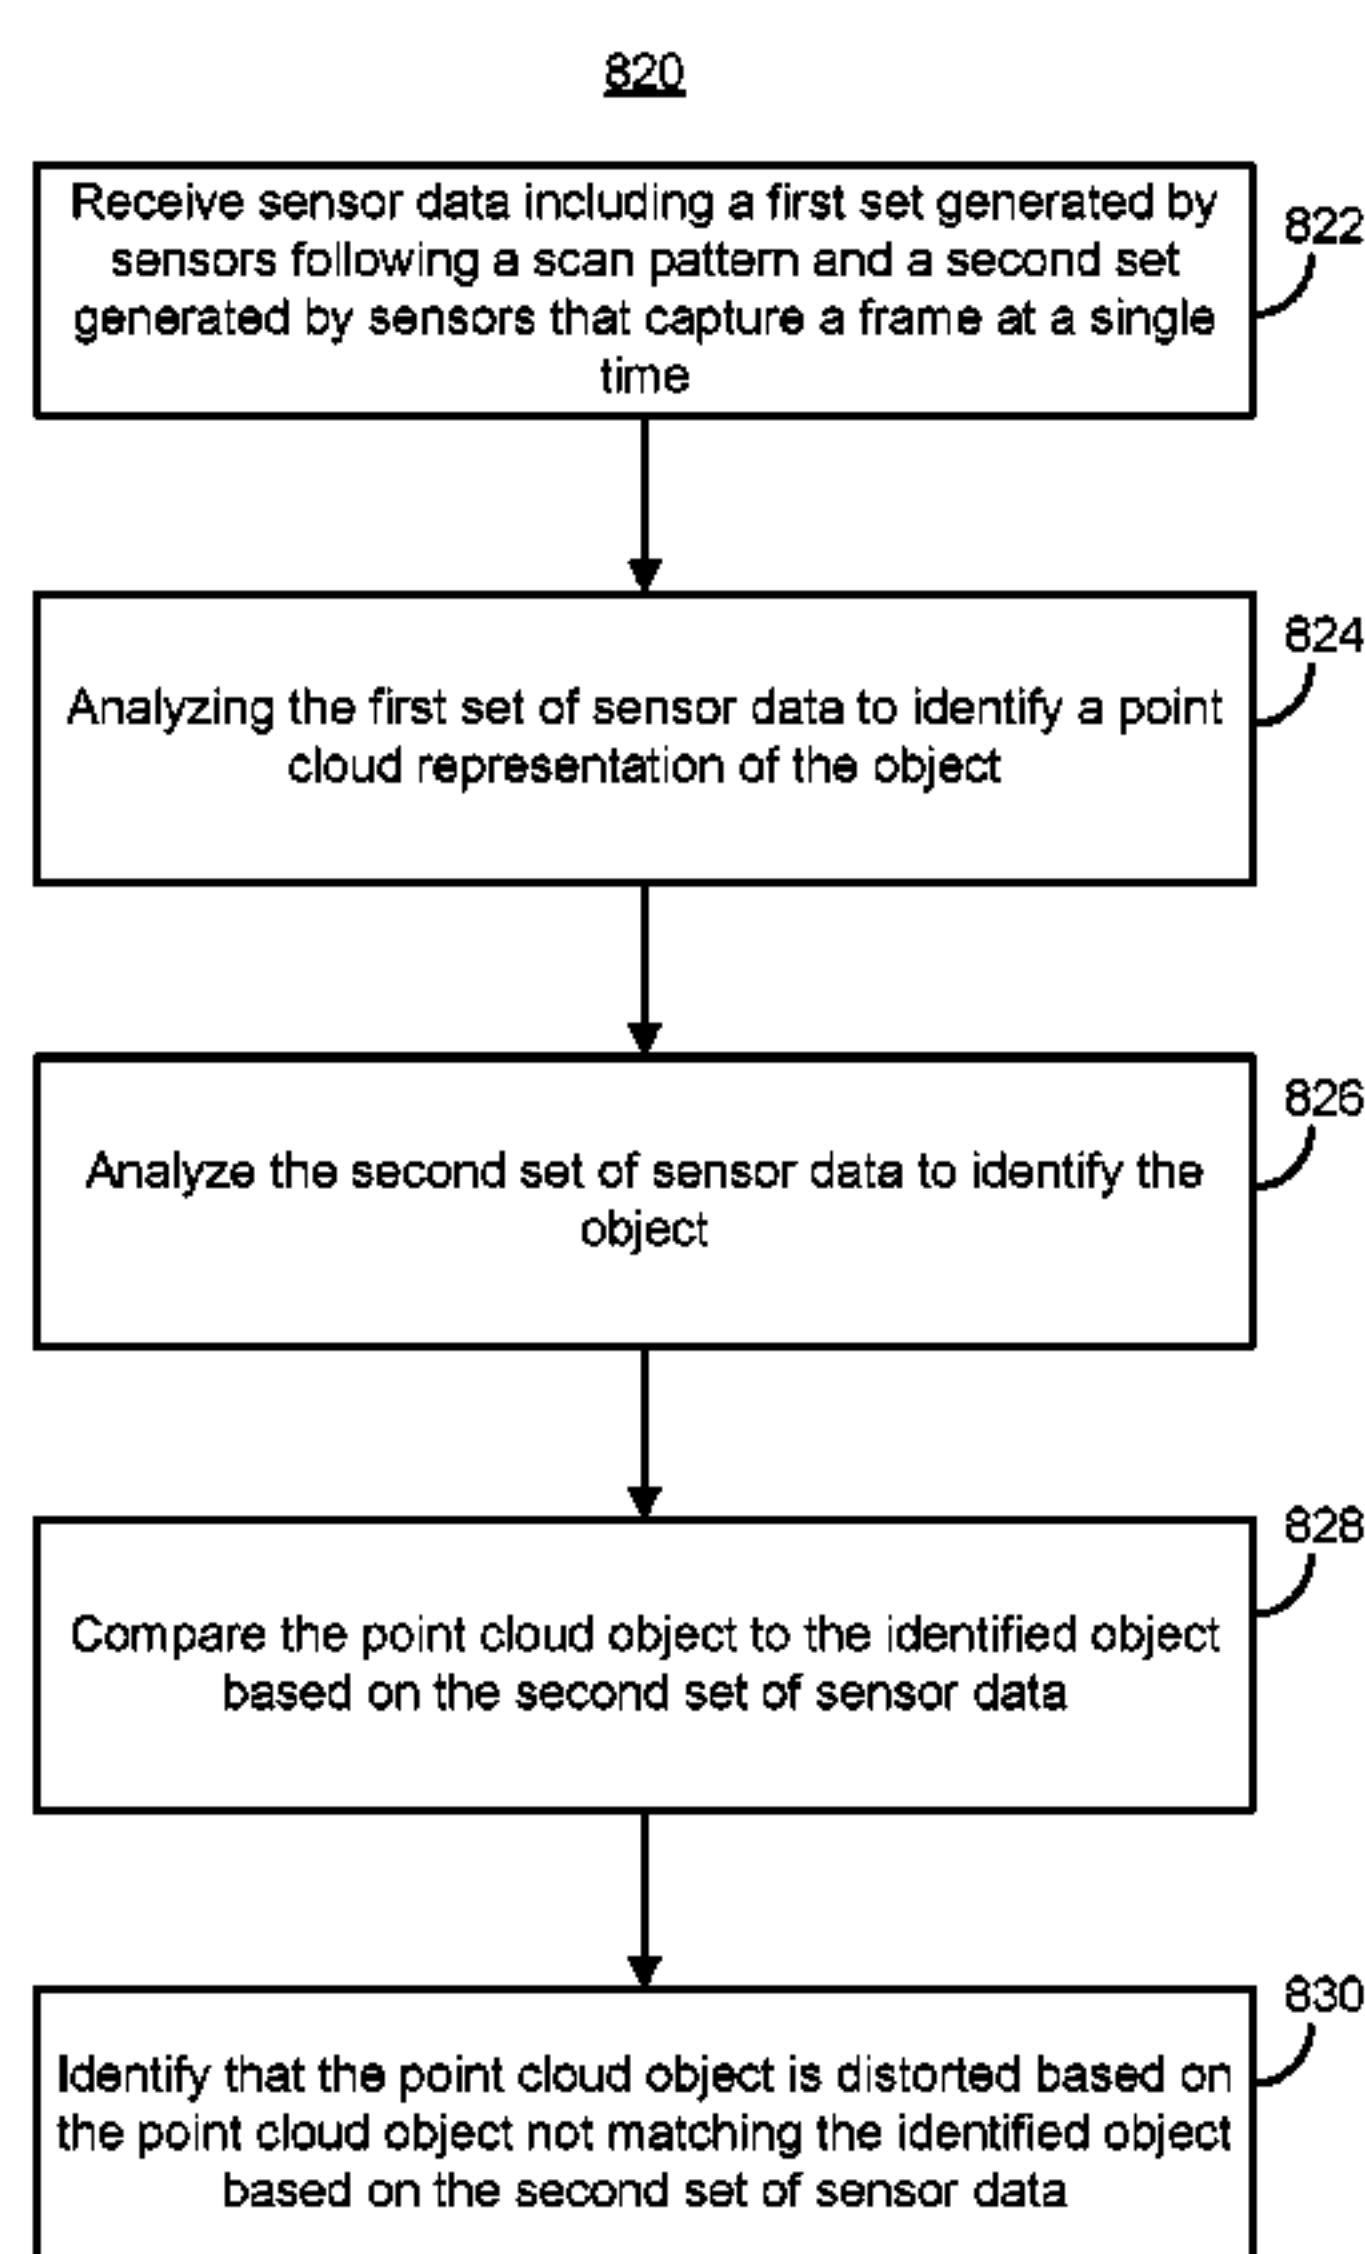 820
Receive sensor data including a first set generated by
sensors following a scan pattern and a second set
generated by sensors that capture a frame at a single
time
822
Analyzing the first set of sensor data to identify a point
cloud representation of the object
824
Analyze the second set of sensor data to identify the
object
826
Compare the point cloud object to the identified object
based on the second set of sensor data
828
Identify that the point cloud object is distorted based on
the point cloud object not matching the identified object
based on the second set of sensor data
830